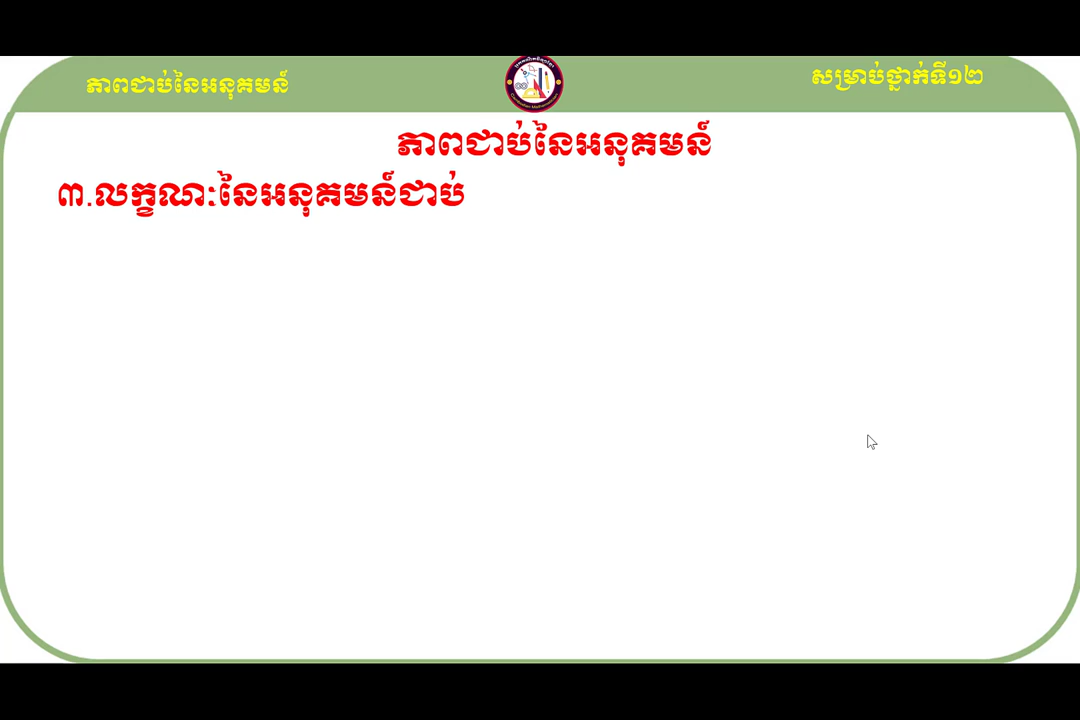 ភាពជាប់នៃអនុគមន៍
សម្រាប់ថ្នាក់ទី១២
ភាពជាប់នៃអនុគមន៍
៣.លក្ខណៈនៃអនុគមន៍ជាប់